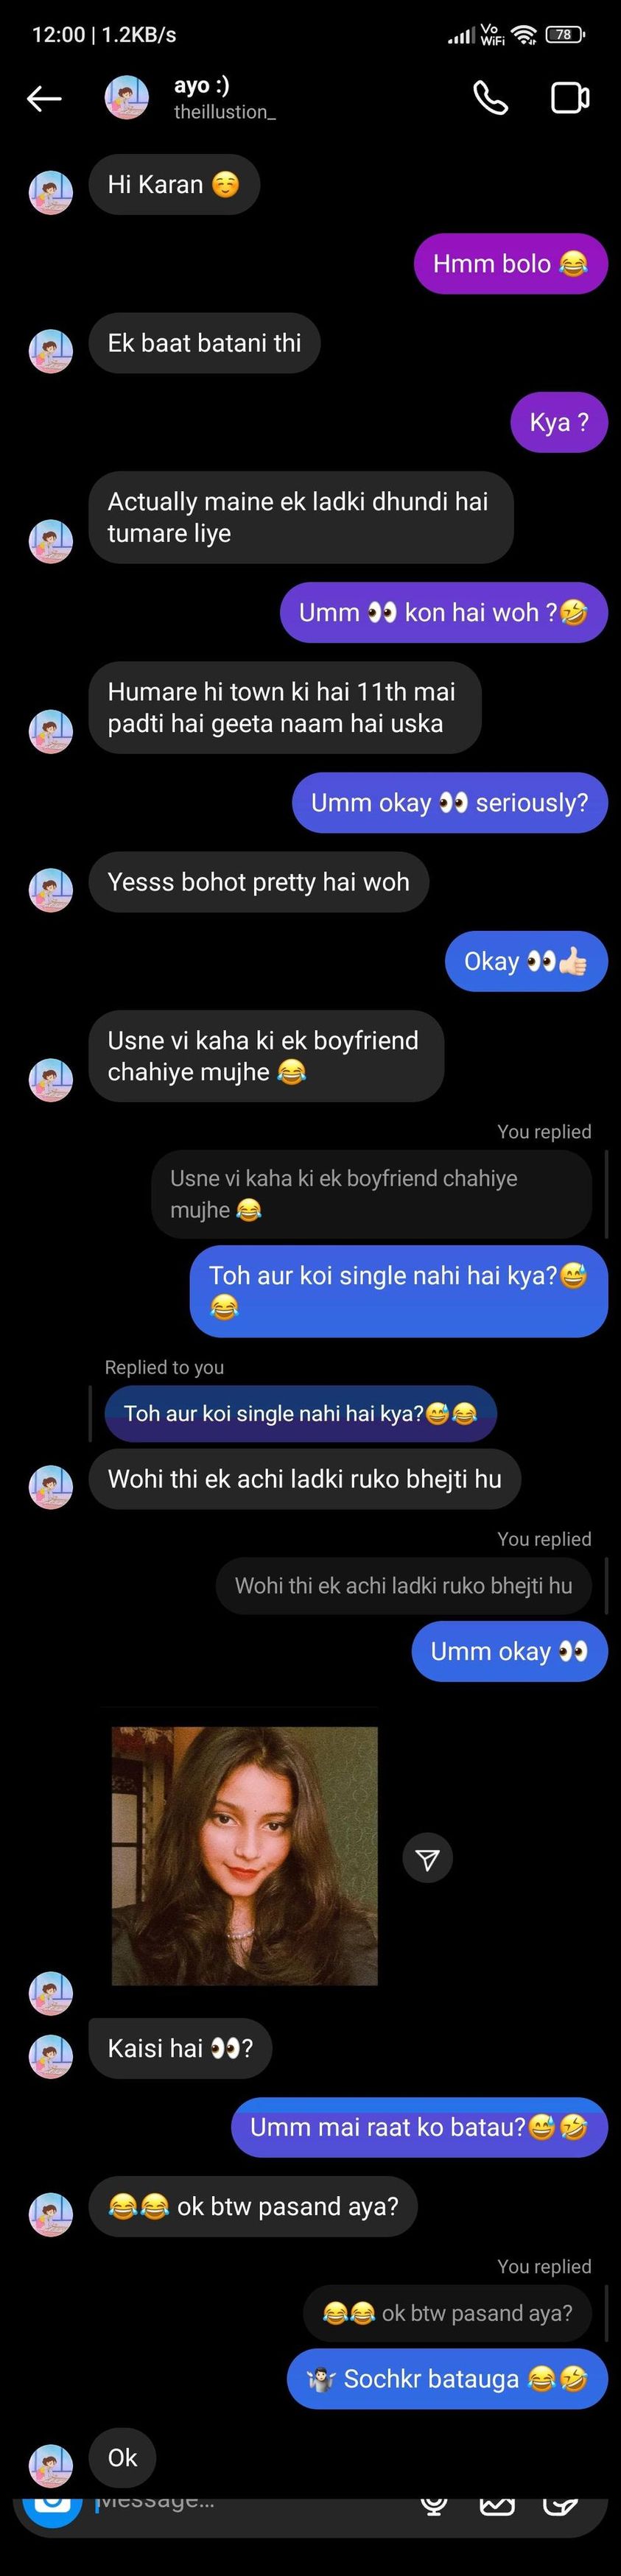 12:00 | 1.2KB/s
Vo
WiFi
78
ayo :)
theillustion_
Hi Karan ☺️
Hmm bolo 😂
Ek baat batani thi
Kya ?
Actually maine ek ladki dhundi hai
tumare liye
Umm 👀 kon hai woh ?🤣
Humare hi town ki hai 11th mai
padti hai geeta naam hai uska
Umm okay 👀 seriously?
Yesss bohot pretty hai woh
Okay 👀👍🏻
Usne vi kaha ki ek boyfriend
chahiye mujhe 😂
You replied
Usne vi kaha ki ek boyfriend chahiye
mujhe 😂
Toh aur koi single nahi hai kya?😅
😂
Replied to you
Toh aur koi single nahi hai kya?😅😂
Wohi thi ek achi ladki ruko bhejti hu
You replied
Wohi thi ek achi ladki ruko bhejti hu
Umm okay 👀
Kaisi hai 👀?
Umm mai raat ko batau?😅🤣
😂😂 ok btw pasand aya?
You replied
😂😂 ok btw pasand aya?
🤷🏻‍♂️ Sochkr batauga 😂🤣
Ok
Message...